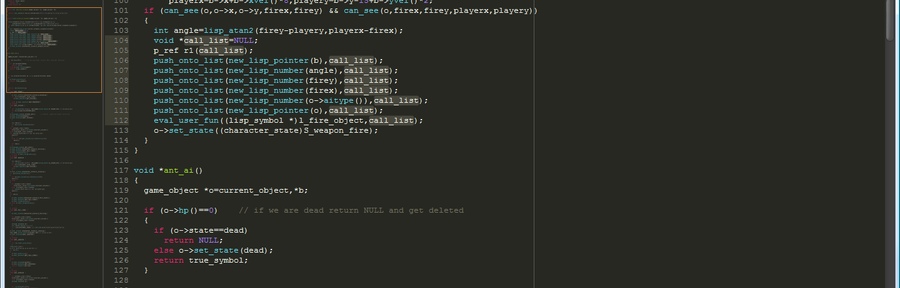 100 playerx=b->x+b->xvel()*8,playery=b->y-15+b->yvel()*2;
101 if (can_see(o,o->x,o->y,firex,firey) && can_see(o,firex,firey,playerx,playery))
102 {
103 int angle=lisp_atan2(firey-playery,playerx-firex);
104 void *call_list=NULL;
105 p_ref r1(call_list);
106 push_onto_list(new_lisp_pointer(b),call_list);
107 push_onto_list(new_lisp_number(angle),call_list);
108 push_onto_list(new_lisp_number(firey),call_list);
109 push_onto_list(new_lisp_number(firex),call_list);
110 push_onto_list(new_lisp_number(o->aitype()),call_list);
111 push_onto_list(new_lisp_pointer(o),call_list);
112 eval_user_fun((lisp_symbol *)l_fire_object,call_list);
113 o->set_state((character_state)S_weapon_fire);
114 }
115 }
116
117 void *ant_ai()
118 {
119 game_object *o=current_object,*b;
120
121 if (o->hp()==0) // if we are dead return NULL and get deleted
122 {
123 if (o->state==dead)
124 return NULL;
125 else o->set_state(dead);
126 return true_symbol;
127 }
128